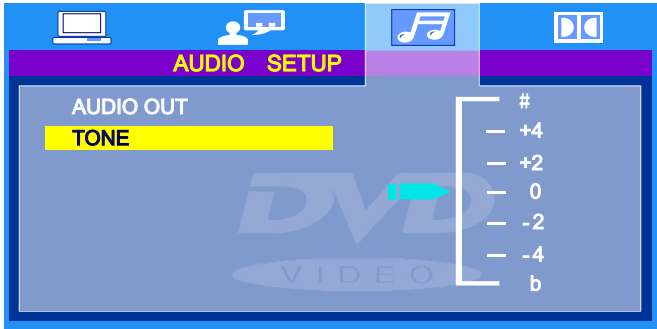 AUDIO SETUP
AUDIO OUT
TONE
#
+4
+2
0
-2
-4
b
DVD
VIDEO